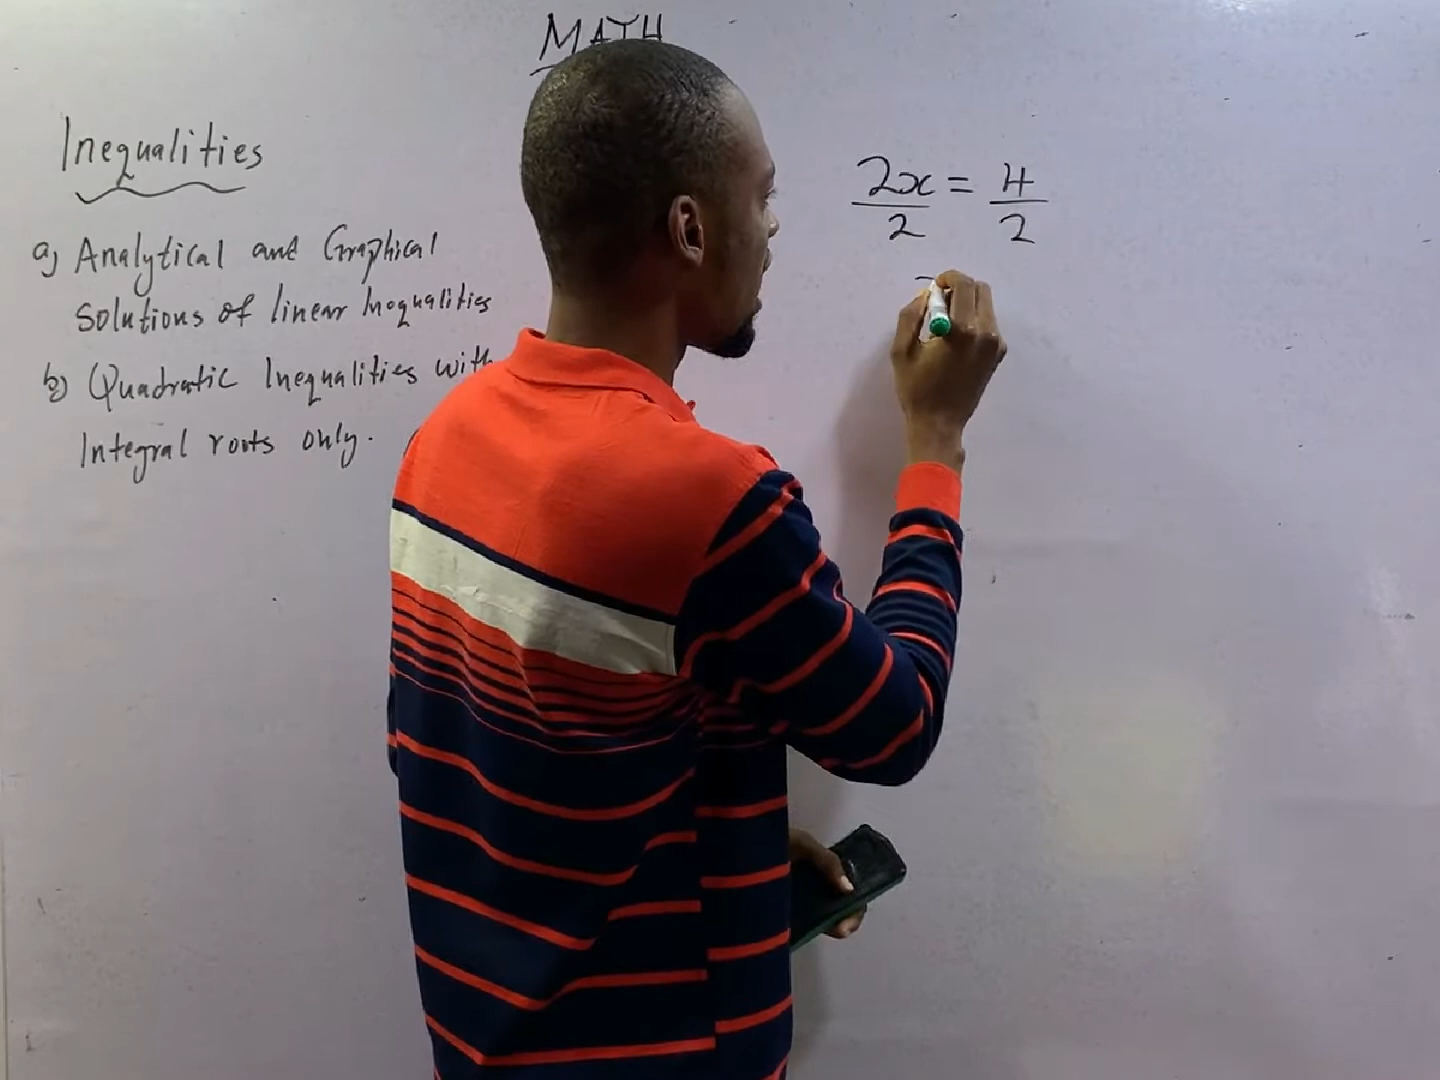 MATH
Inequalities
a) Analytical and Graphical
Solutions of linear Inequalities
b) Quadratic Inequalities with
Integral roots only.
2x = 4
2 2